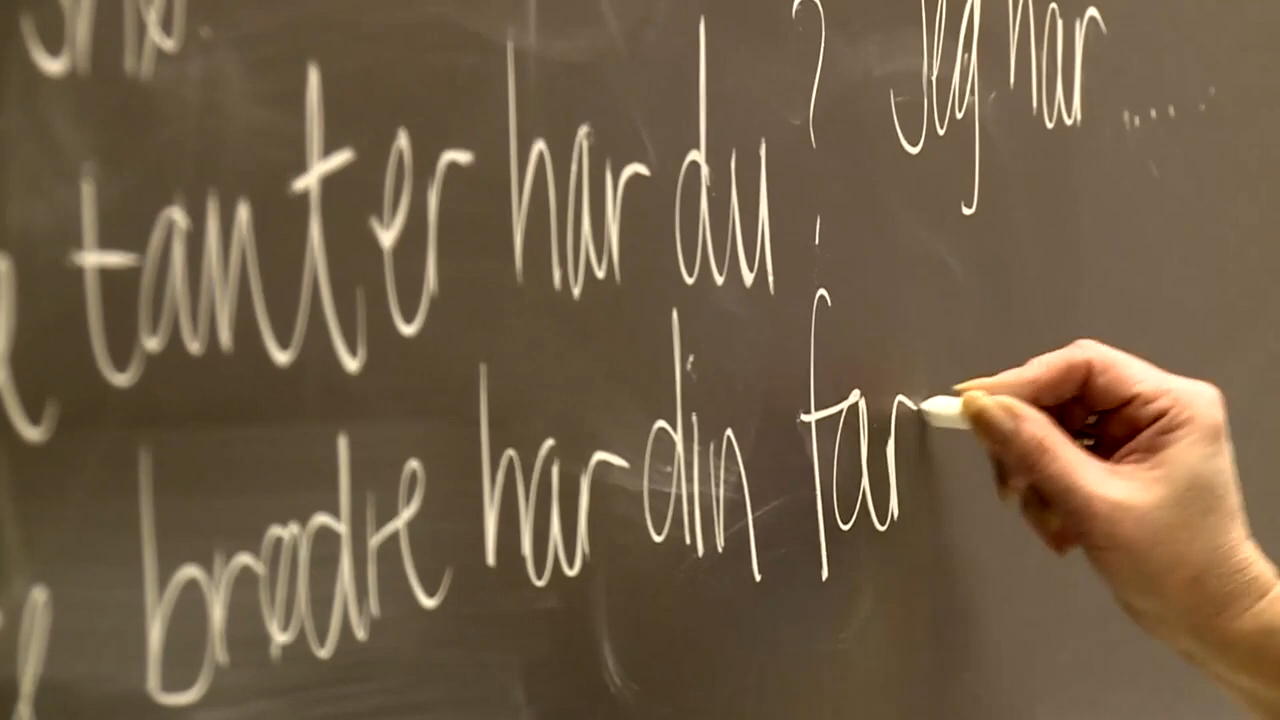 tanter har du? Jeg har .....
brødre har din far